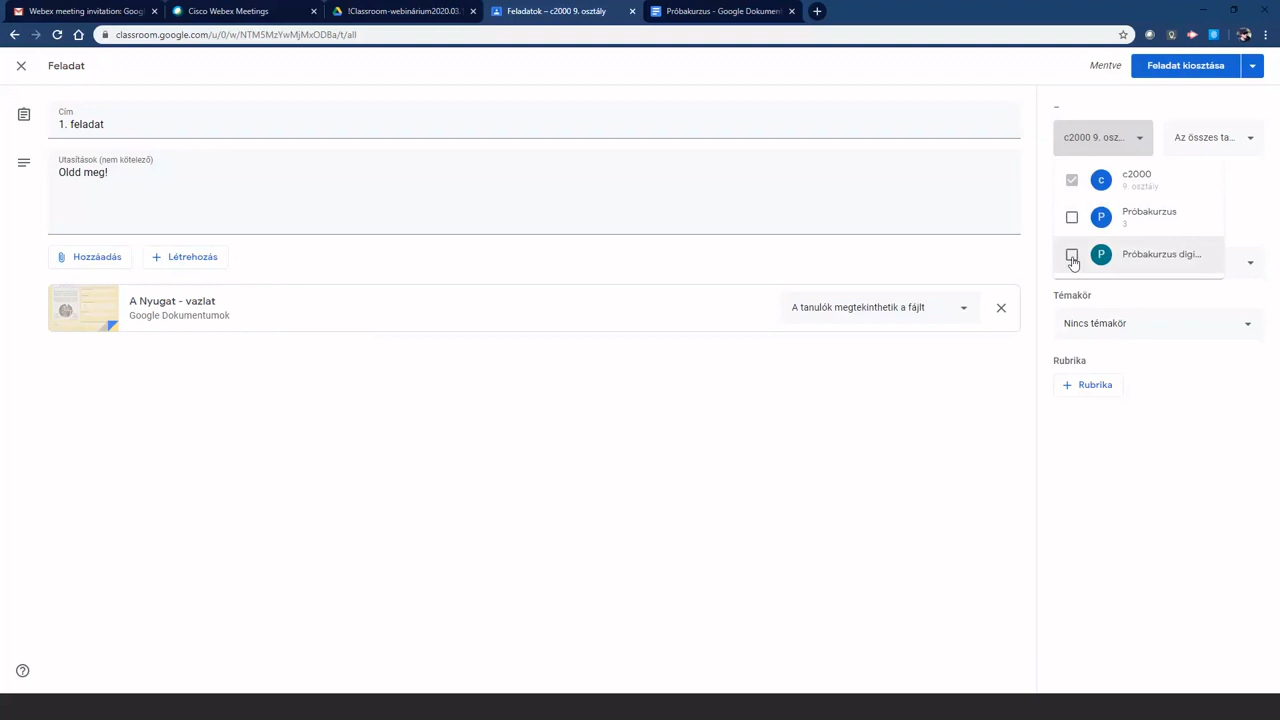 Webex meeting invitation: Goog
Cisco Webex Meetings
!Classroom-webinárium2020.03.1
Feladatok – c2000 9. osztály
Próbakurzus - Google Dokument
classroom.google.com/u/0/w/NTM5MzYwMjMxODBa/t/all
Feladat
Mentve
Feladat kiosztása
Cím
1. feladat
Utasítások (nem kötelező)
Oldd meg!
Hozzáadás
Létrehozás
A Nyugat - vazlat
Google Dokumentumok
A tanulók megtekinthetik a fájlt
c2000 9. osz...
Az összes ta...
c
c2000
9. osztály
P
Próbakurzus
3
P
Próbakurzus digi...
Témakör
Nincs témakör
Rubrika
Rubrika